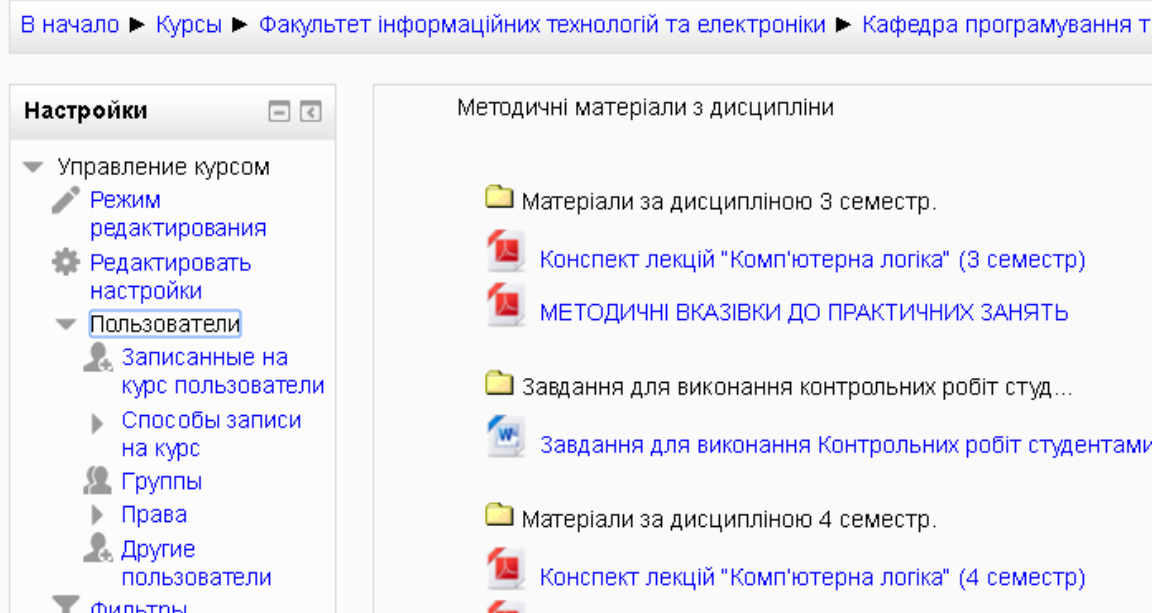 В начало ► Курсы ► Факультет інформаційних технологій та електроніки ► Кафедра програмування т
Настройки
Управление курсом
Режим
редактирования
Редактировать
настройки
Пользователи
Записанные на
курс пользователи
Способы записи
на курс
Группы
Права
Другие
пользователи
Фильтры
Методичні матеріали з дисципліни
Матеріали за дисципліною 3 семестр.
Конспект лекцій "Комп'ютерна логіка" (3 семестр)
МЕТОДИЧНІ ВКАЗІВКИ ДО ПРАКТИЧНИХ ЗАНЯТЬ
Завдання для виконання контрольних робіт студ...
Завдання для виконання Контрольних робіт студентами
Матеріали за дисципліною 4 семестр.
Конспект лекцій "Комп'ютерна логіка" (4 семестр)